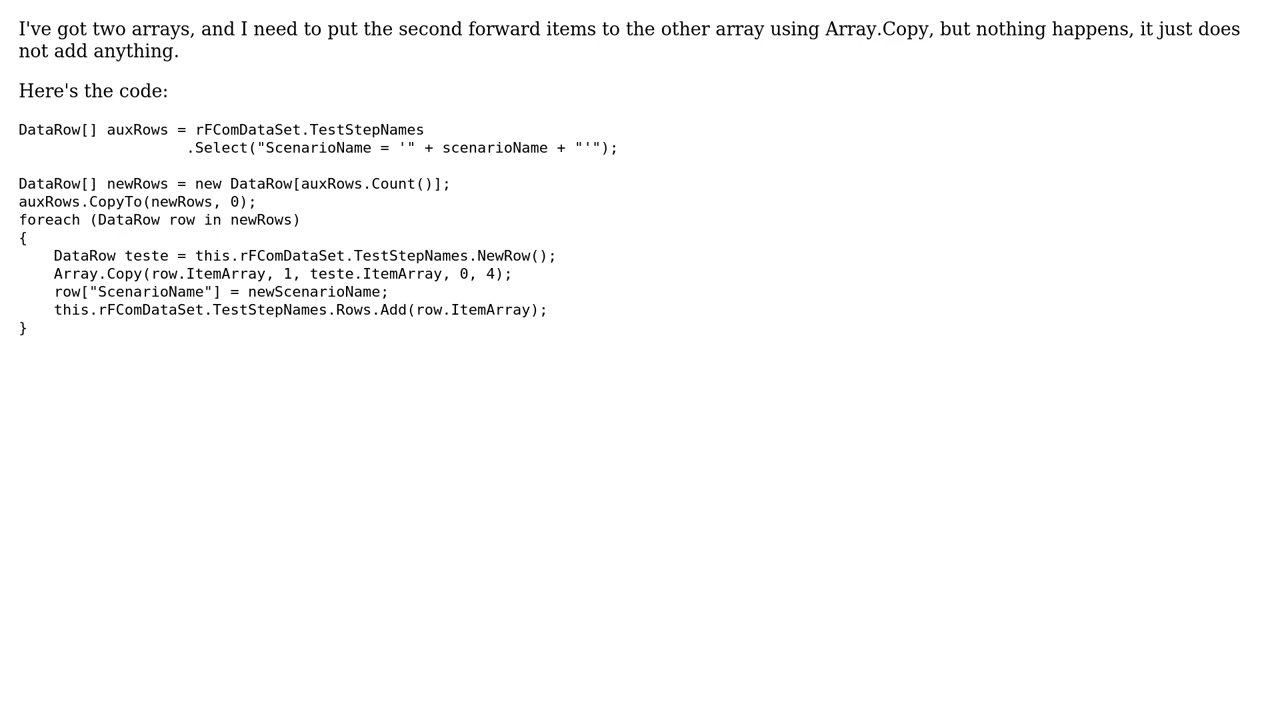 I've got two arrays, and I need to put the second forward items to the other array using Array.Copy, but nothing happens, it just does
not add anything.
Here's the code:
DataRow[] auxRows = rFComDataSet.TestStepNames
                   .Select("ScenarioName = '" + scenarioName + "'");
DataRow[] newRows = new DataRow[auxRows.Count()];
auxRows.CopyTo(newRows, 0);
foreach (DataRow row in newRows)
{
    DataRow teste = this.rFComDataSet.TestStepNames.NewRow();
    Array.Copy(row.ItemArray, 1, teste.ItemArray, 0, 4);
    row["ScenarioName"] = newScenarioName;
    this.rFComDataSet.TestStepNames.Rows.Add(row.ItemArray);
}